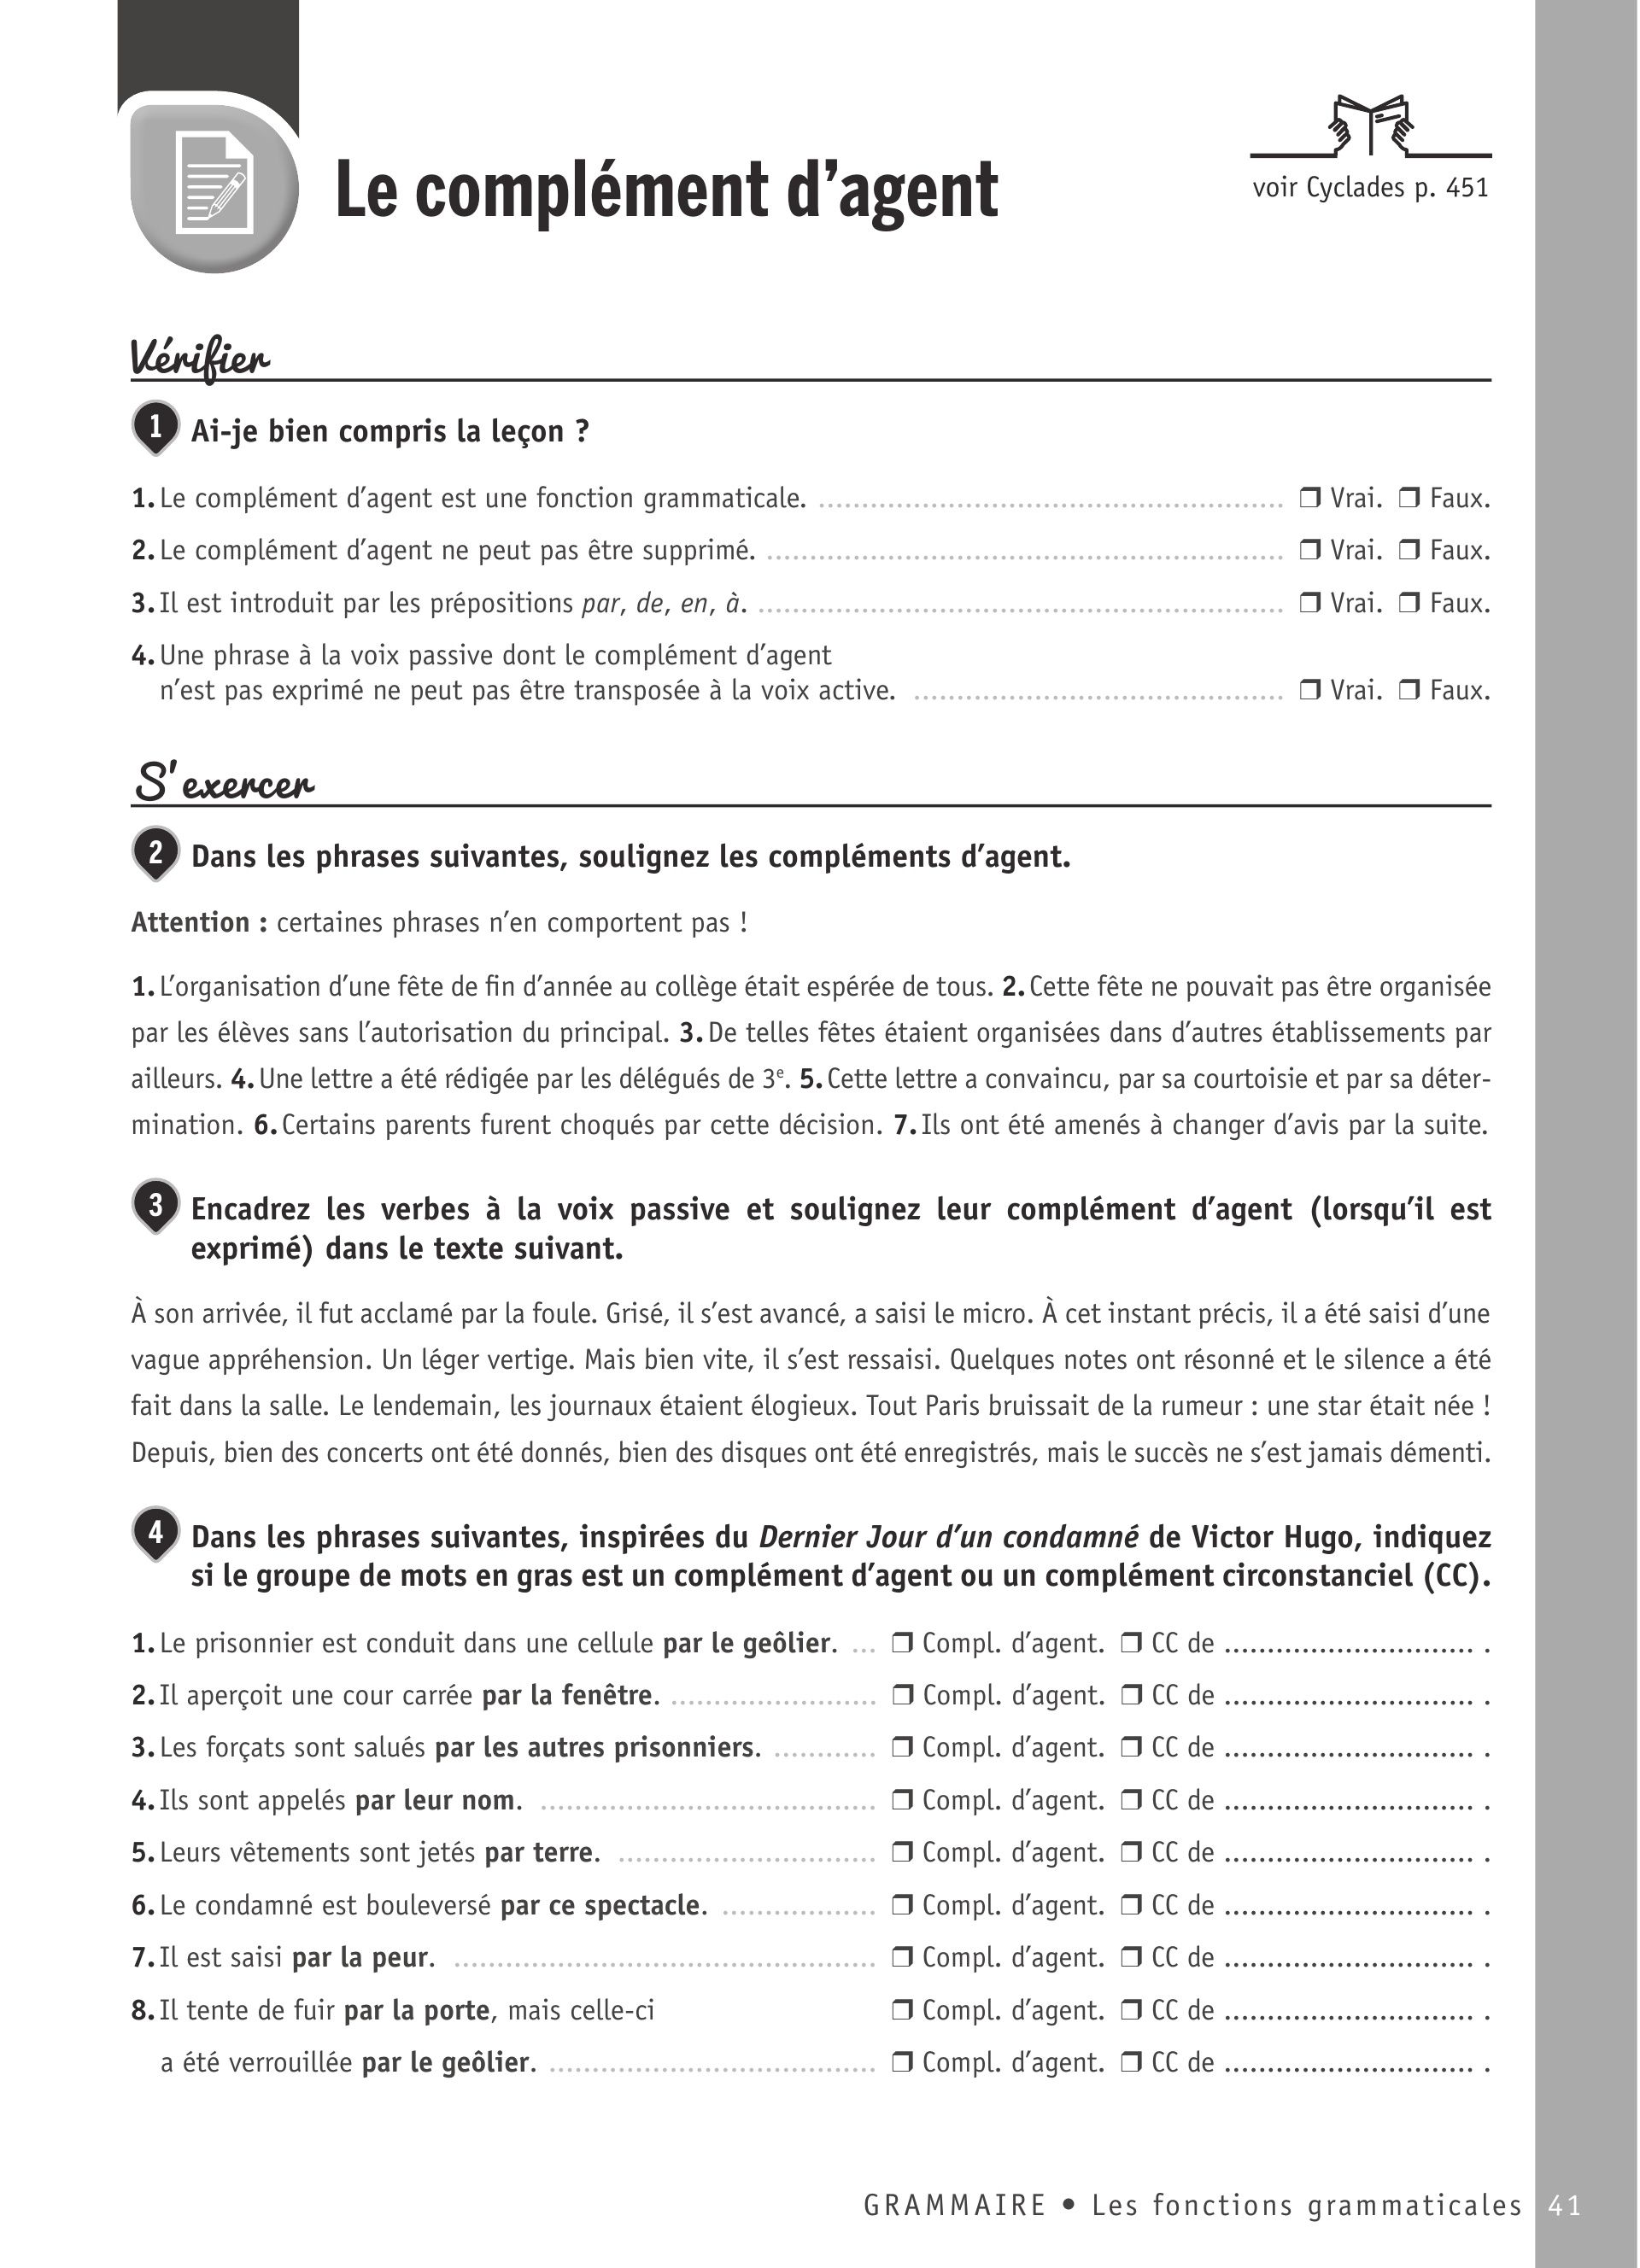 Le complément d’agent
voir Cyclades p. 451
Vérifier
1 Ai-je bien compris la leçon ?
1. Le complément d’agent est une fonction grammaticale. ...................................................... ❒ Vrai. ❒ Faux.
2. Le complément d’agent ne peut pas être supprimé. ............................................................ ❒ Vrai. ❒ Faux.
3. Il est introduit par les prépositions par, de, en, à. ............................................................. ❒ Vrai. ❒ Faux.
4. Une phrase à la voix passive dont le complément d’agent
n’est pas exprimé ne peut pas être transposée à la voix active. ........................................... ❒ Vrai. ❒ Faux.
S’exercer
2 Dans les phrases suivantes, soulignez les compléments d’agent.
Attention : certaines phrases n’en comportent pas !
1. L’organisation d’une fête de fin d’année au collège était espérée de tous. 2. Cette fête ne pouvait pas être organisée
par les élèves sans l’autorisation du principal. 3. De telles fêtes étaient organisées dans d’autres établissements par
ailleurs. 4. Une lettre a été rédigée par les délégués de 3e. 5. Cette lettre a convaincu, par sa courtoisie et par sa déter-
mination. 6. Certains parents furent choqués par cette décision. 7. Ils ont été amenés à changer d’avis par la suite.
3 Encadrez les verbes à la voix passive et soulignez leur complément d’agent (lorsqu’il est
exprimé) dans le texte suivant.
À son arrivée, il fut acclamé par la foule. Grisé, il s’est avancé, a saisi le micro. À cet instant précis, il a été saisi d’une
vague appréhension. Un léger vertige. Mais bien vite, il s’est ressaisi. Quelques notes ont résonné et le silence a été
fait dans la salle. Le lendemain, les journaux étaient élogieux. Tout Paris bruissait de la rumeur : une star était née !
Depuis, bien des concerts ont été donnés, bien des disques ont été enregistrés, mais le succès ne s’est jamais démenti.
4 Dans les phrases suivantes, inspirées du Dernier Jour d’un condamné de Victor Hugo, indiquez
si le groupe de mots en gras est un complément d’agent ou un complément circonstanciel (CC).
1. Le prisonnier est conduit dans une cellule par le geôlier. ... ❒ Compl. d’agent. ❒ CC de ............................. .
2. Il aperçoit une cour carrée par la fenêtre. ........................ ❒ Compl. d’agent. ❒ CC de ............................. .
3. Les forçats sont salués par les autres prisonniers. ............ ❒ Compl. d’agent. ❒ CC de ............................. .
4. Ils sont appelés par leur nom. ....................................... ❒ Compl. d’agent. ❒ CC de ............................. .
5. Leurs vêtements sont jetés par terre. .............................. ❒ Compl. d’agent. ❒ CC de ............................. .
6. Le condamné est bouleversé par ce spectacle. .................. ❒ Compl. d’agent. ❒ CC de ............................. .
7. Il est saisi par la peur. ................................................. ❒ Compl. d’agent. ❒ CC de ............................. .
8. Il tente de fuir par la porte, mais celle-ci ❒ Compl. d’agent. ❒ CC de ............................. .
a été verrouillée par le geôlier. ...................................... ❒ Compl. d’agent. ❒ CC de ............................. .
GRAMMAIRE • Les fonctions grammaticales 41